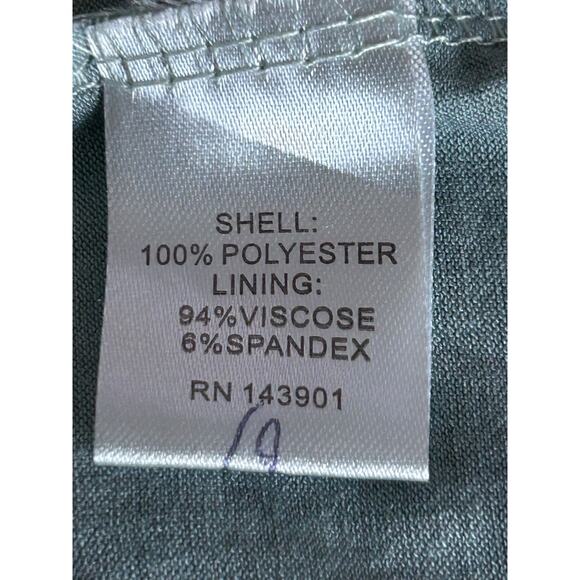 SHELL:
100% POLYESTER
LINING:
94%VISCOSE
6%SPANDEX
RN 143901